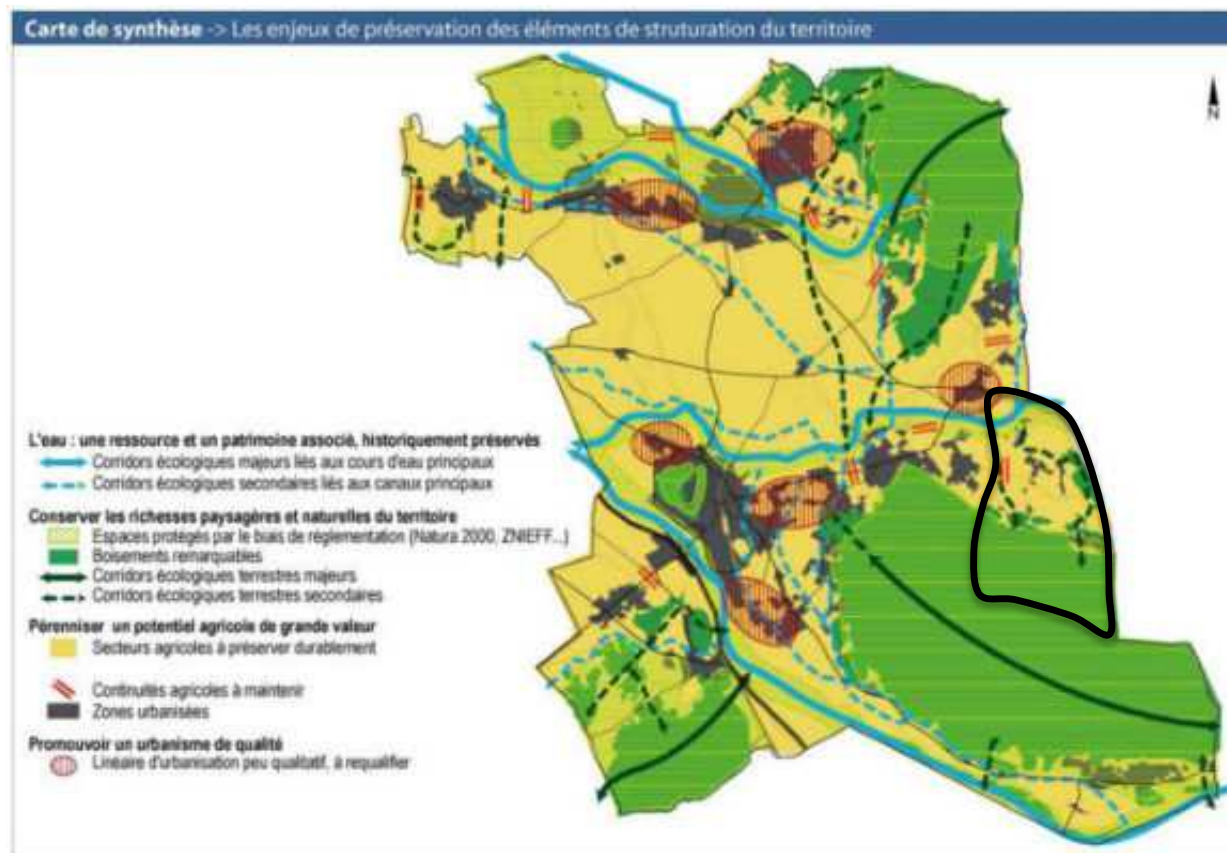 Carte de synthèse -> Les enjeux de préservation des éléments de struturation du territoire
N
L'eau : une ressource et un patrimoine associé, historiquement préservés
Corridors écologiques majeurs liés aux cours d'eau principaux
Corridors écologiques secondaires liés aux canaux principaux
Conserver les richesses paysagères et naturelles du territoire
Espaces protégés par le biais de réglementation (Natura 2000, ZNIEFF...)
Boisements remarquables
Corridors écologiques terrestres majeurs
Corridors écologiques terrestres secondaires
Pérenniser un potentiel agricole de grande valeur
Secteurs agricoles à préserver durablement
Continuités agricoles à maintenir
Zones urbanisées
Promouvoir un urbanisme de qualité
Linéaire d'urbanisation peu qualitatif, à requalifier